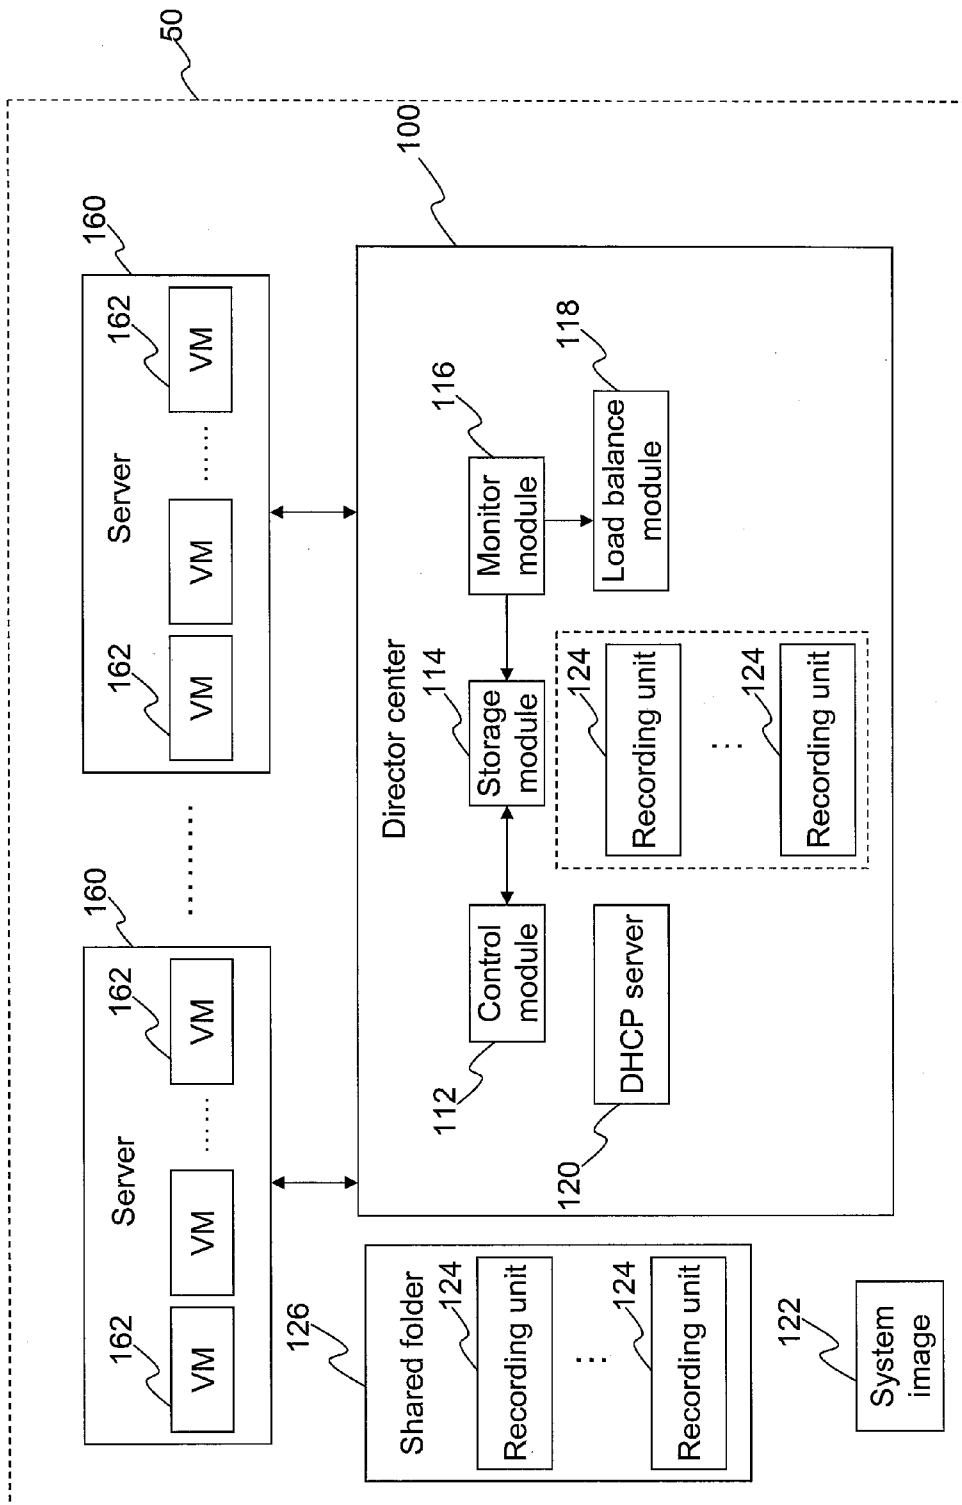 50
160
160
Server
Server
162
162
162
162
VM
VM
......
VM
.........
VM
VM
......
VM
100
126
Shared folder
124
Recording unit
...
124
Recording unit
122
System
image
Director center
112
Control
module
114
Storage
module
116
Monitor
module
118
Load balance
module
120
DHCP server
124
Recording unit
...
124
Recording unit